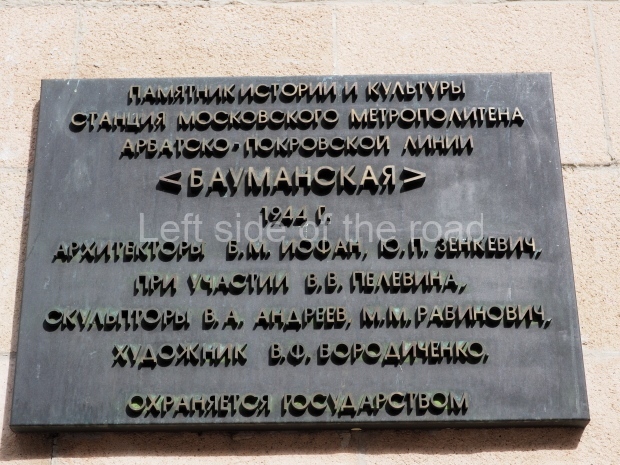 ПАМЯТНИК ИСТОРИИ И КУЛЬТУРЫ
СТАНЦИЯ МОСКОВСКОГО МЕТРОПОЛИТЕНА
АРБАТСКО-ПОКРОВСКОЙ ЛИНИИ
<БАУМАНСКАЯ>
1944 Г.
Left side of the road
АРХИТЕКТОРЫ Б.М. ИОФАН, Ю.П. ЗЕНКЕВИЧ,
ПРИ УЧАСТИИ В.В. ПЕЛЕВИНА,
СКУЛЬПТОРЫ В.А. АНДРЕЕВ, М.М. РАБИНОВИЧ,
ХУДОЖНИК В.Ф. БОРОДИЧЕНКО.
ОХРАНЯЕТСЯ ГОСУДАРСТВОМ